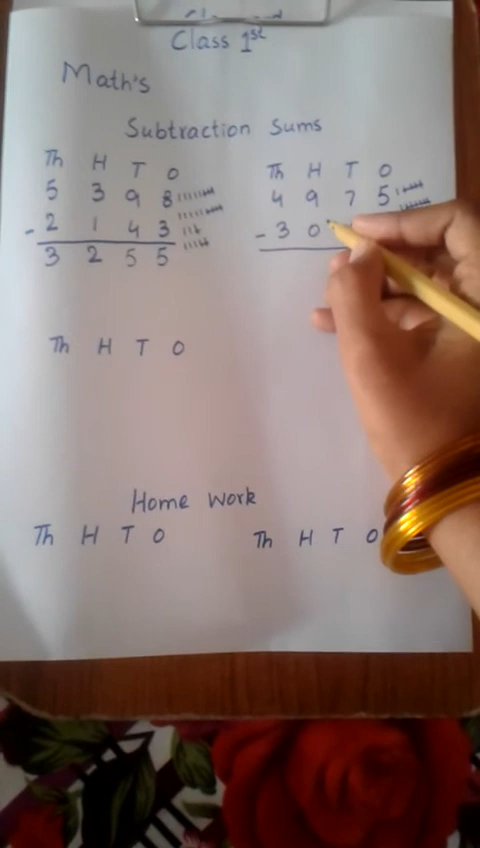 Class 1st
Math's
Subtraction Sums
Th H T O
5 3 9 8
- 2 1 4 3
3 2 5 5
Th H T O
4 9 7 5
- 3 0
Th H T O
Home Work
Th H T O
Th H T O